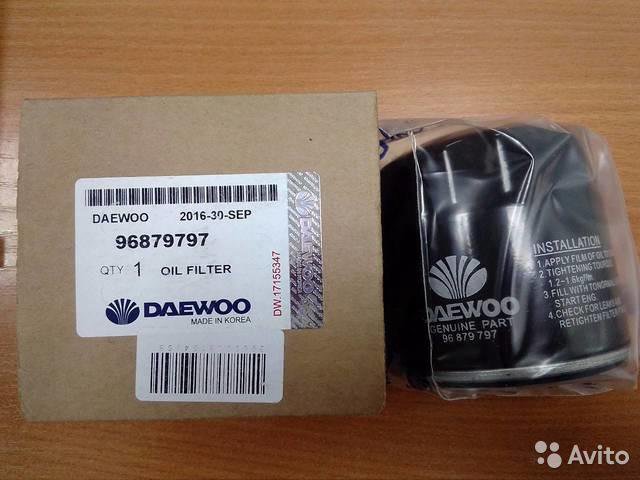 DAEWOO 2016-30-SEP
96879797
QTY 1 OIL FILTER
DAEWOO
MADE IN KOREA
DW.17155347
DAEWOO
DAEWOO
GENUINE PART
96 879 797
INSTALLATION
1. APPLY FILM OF OIL TO
2. TIGHTENING
1.2~1.6kgf/m
3. FILL WITH
START ENG.
4. CHECK FOR LEAKS
RETIGHTEN FILTER
Avito